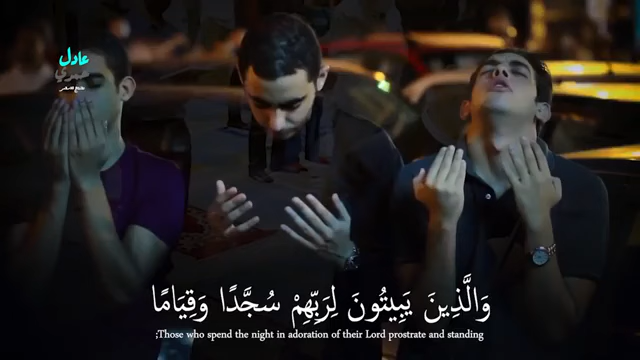 عادل
وَالَّذِينَ يَبِيتُونَ لِرَبِّهِمْ سُجَّدًا وَقِيَامًا
;Those who spend the night in adoration of their Lord prostrate and standing